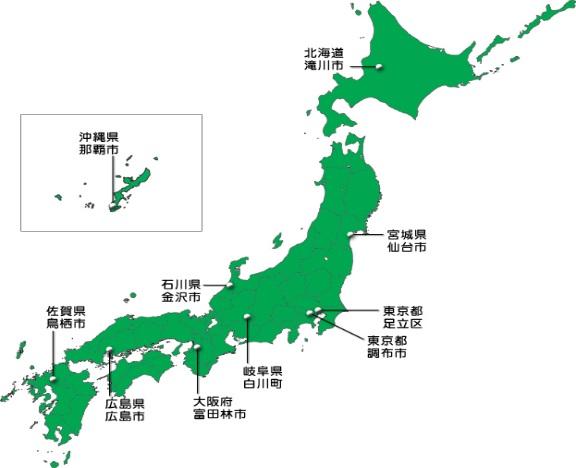 北海道
滝川市
沖縄県
那覇市
宮城県
仙台市
石川県
金沢市
佐賀県
鳥栖市
東京都
足立区
東京都
調布市
岐阜県
白川町
広島県
広島市
大阪府
富田林市